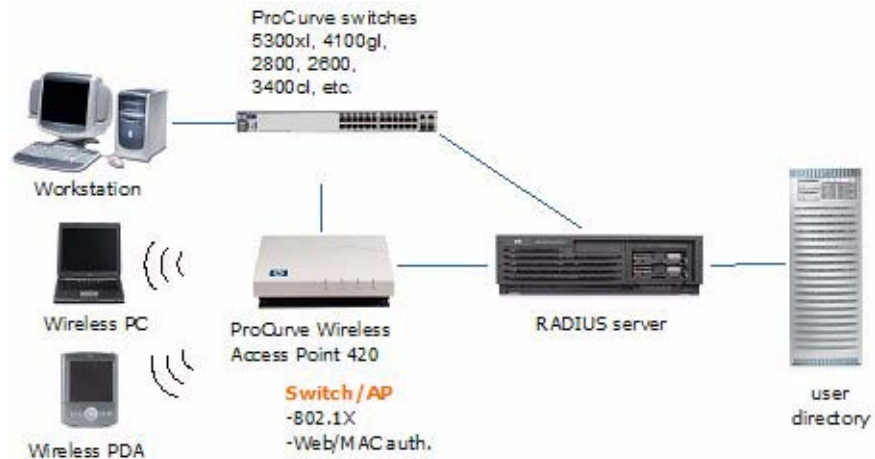 ProCurve switches
5300xl, 4100gl,
2800, 2600,
3400cl, etc.
Workstation
Wireless PC
ProCurve Wireless
Access Point 420
RADIUS server
Switch/AP
-802.1X
-Web/MAC auth.
user
directory
Wireless PDA